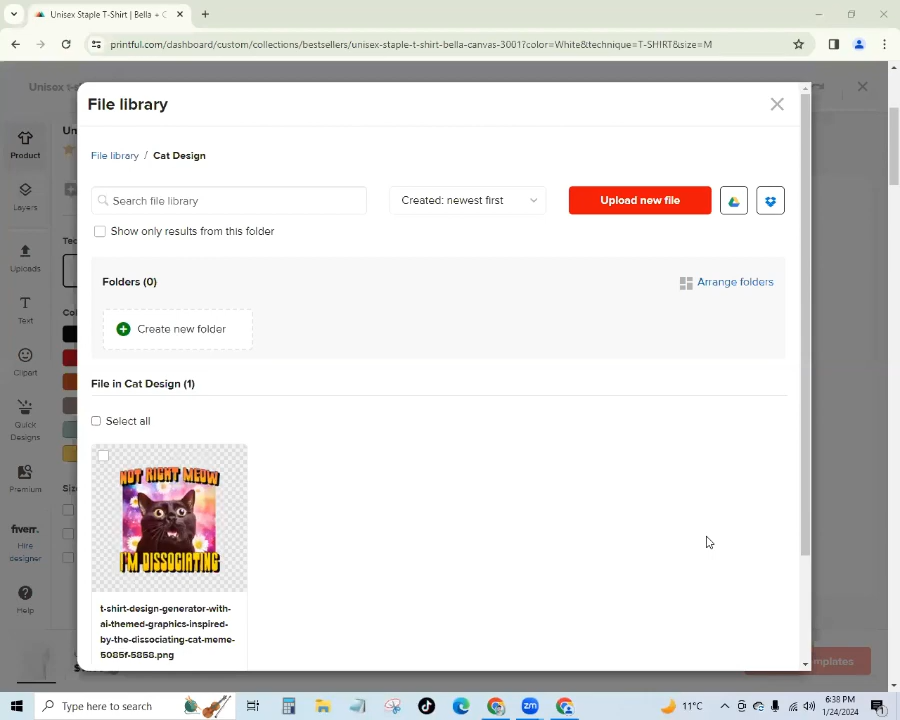 Unisex Staple T-Shirt | Bella + C
printful.com/dashboard/custom/collections/bestsellers/unisex-staple-t-shirt-bella-canvas-3001?color=White&technique=T-SHIRT&size=M
Unisex t-s
File library
Product
Layers
Uploads
Text
Clipart
Quick
Designs
Premium
fiverr.
Hire
designer
Help
Un
Te
Col
Siz
File library / Cat Design
Search file library
Created: newest first
Upload new file
Show only results from this folder
Folders (0)
Arrange folders
Create new folder
File in Cat Design (1)
Select all
NOT RIGHT MEOW
I'M DISSOCIATING
t-shirt-design-generator-with-
ai-themed-graphics-inspired-
by-the-dissociating-cat-meme-
5085f-5858.png
mplates
Type here to search
11°C
6:38 PM
1/24/2024